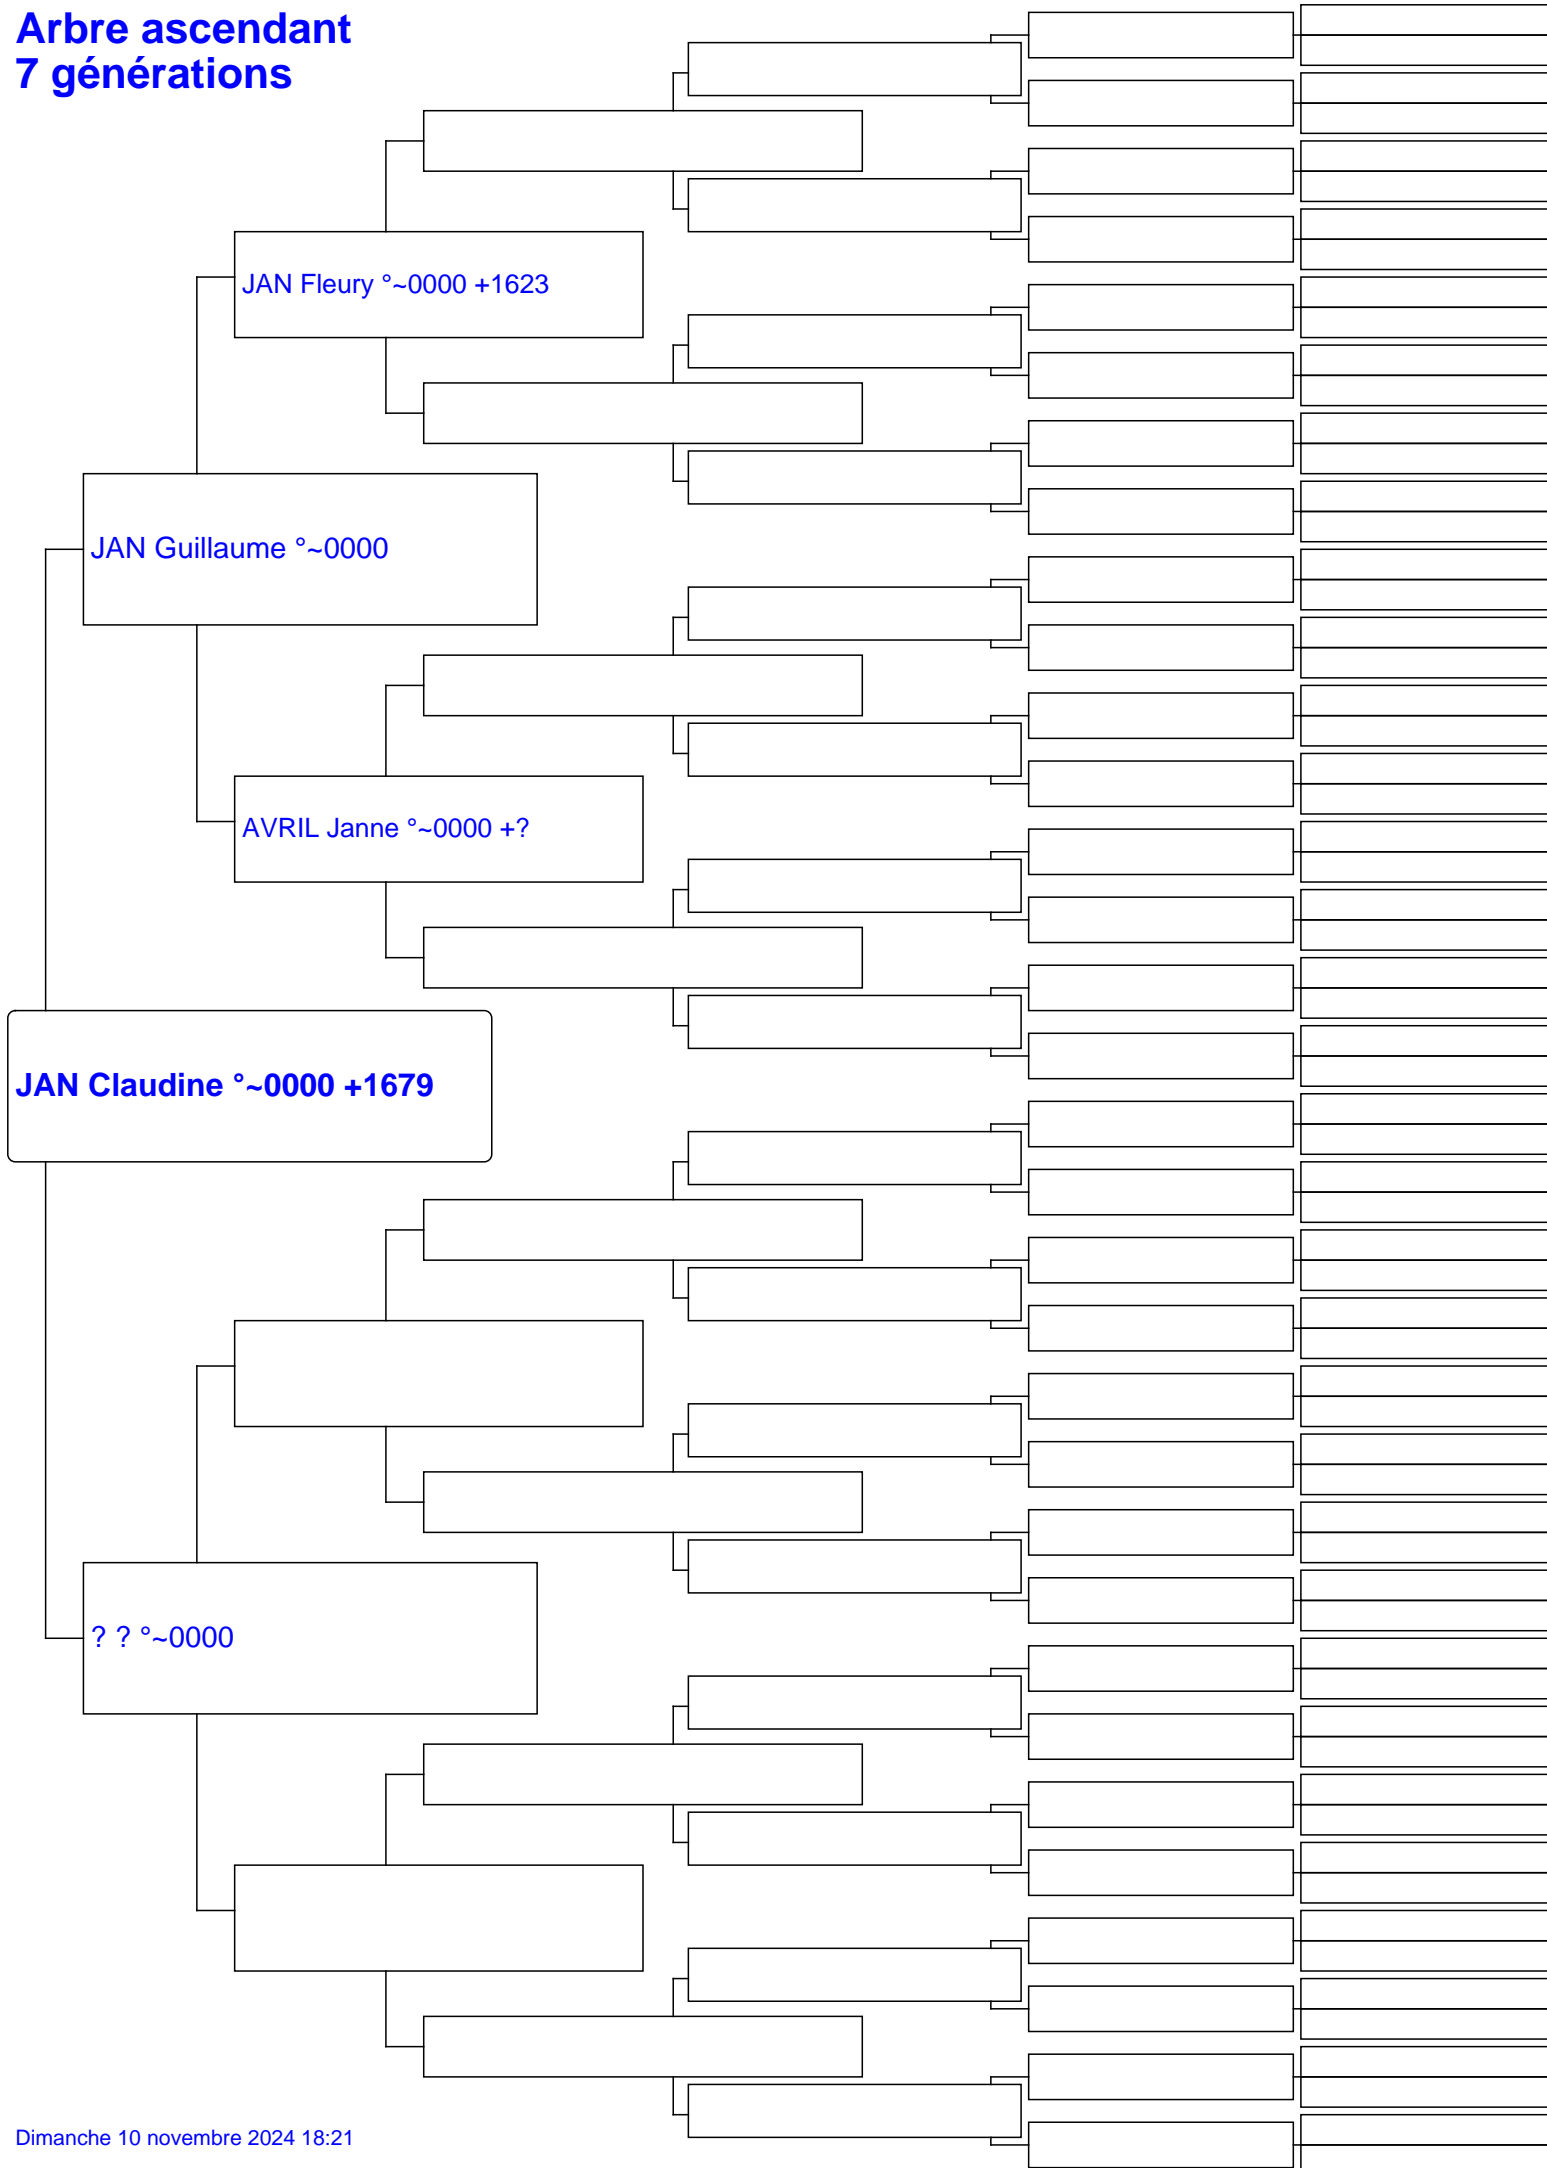 Arbre ascendant
7 générations
JAN Fleury °~0000 +1623
JAN Guillaume °~0000
AVRIL Janne °~0000 +?
JAN Claudine °~0000 +1679
? ? °~0000
Dimanche 10 novembre 2024 18:21